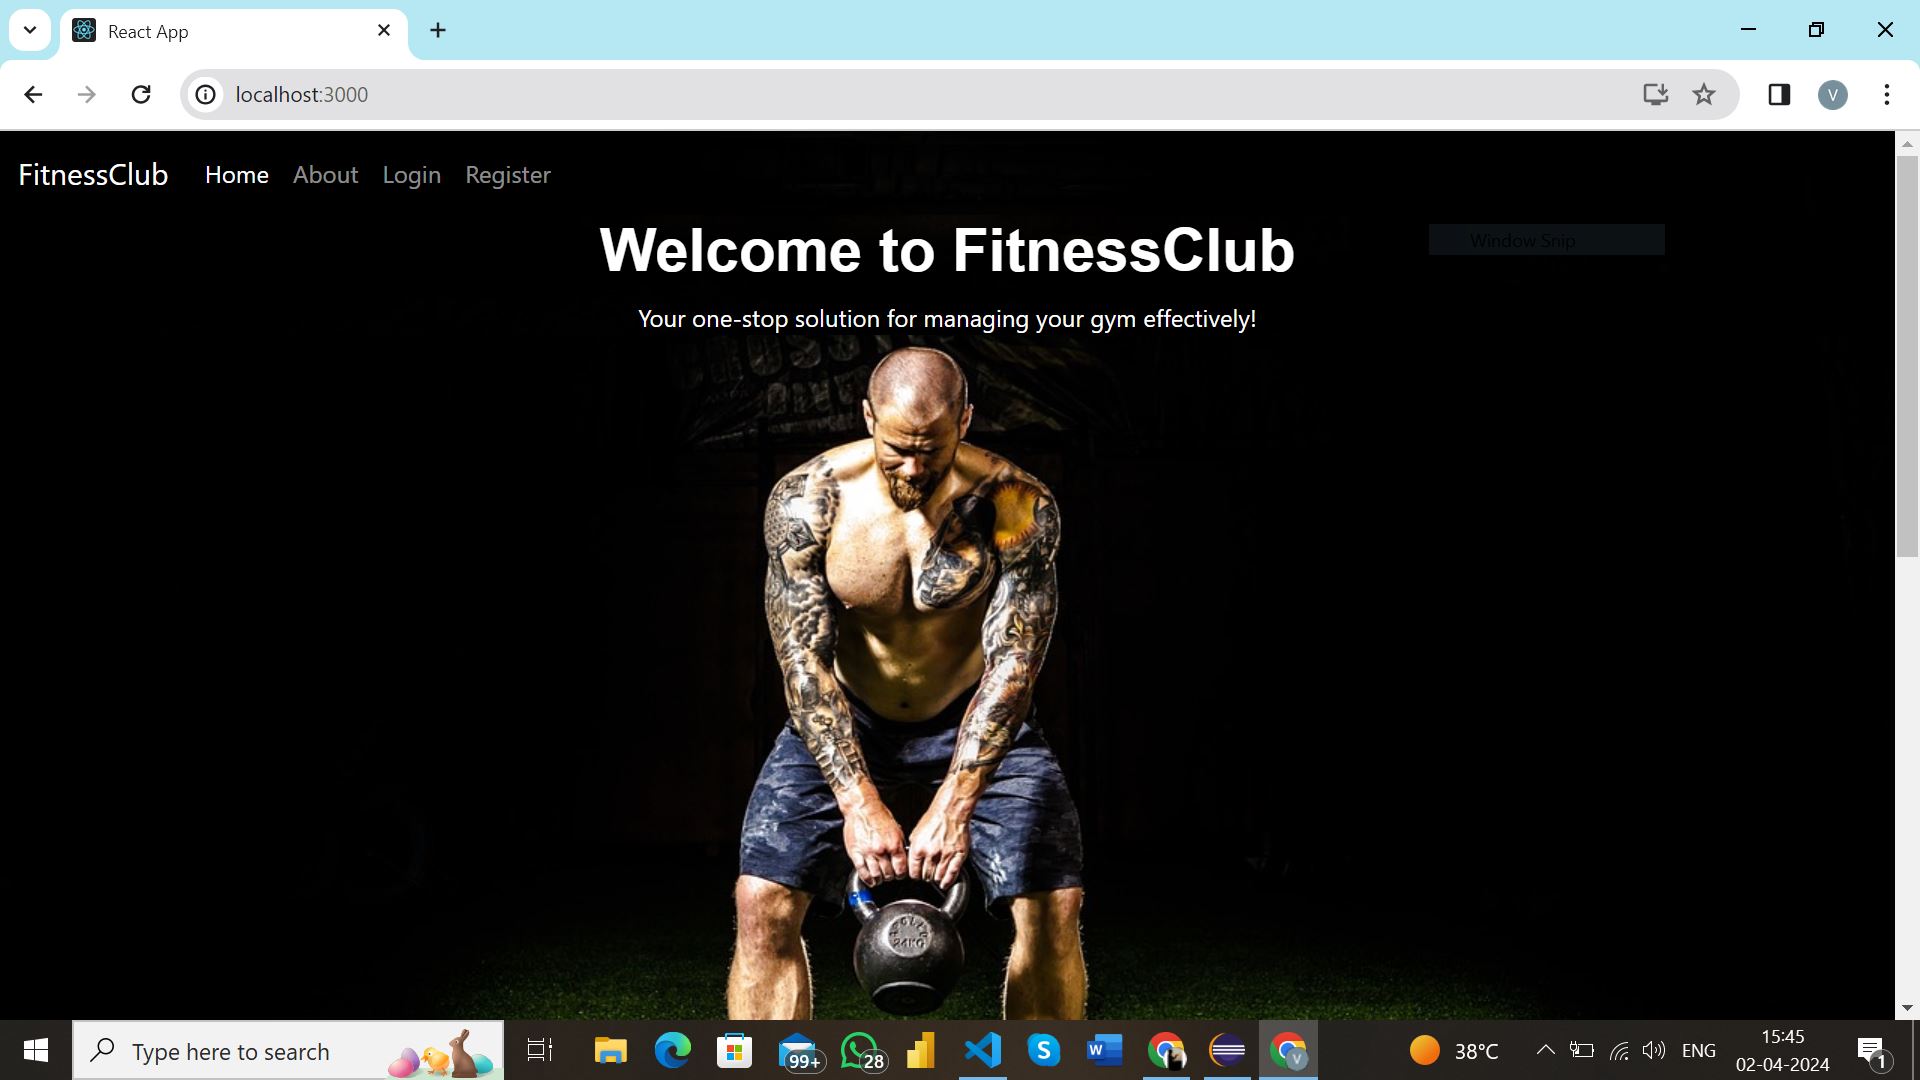 React App
localhost:3000
V
FitnessClub Home About Login Register
Welcome to FitnessClub
Window Snip
Your one-stop solution for managing your gym effectively!
24KG
Type here to search
99+
28
W
S
V
38°C
ENG
15:45
02-04-2024
1